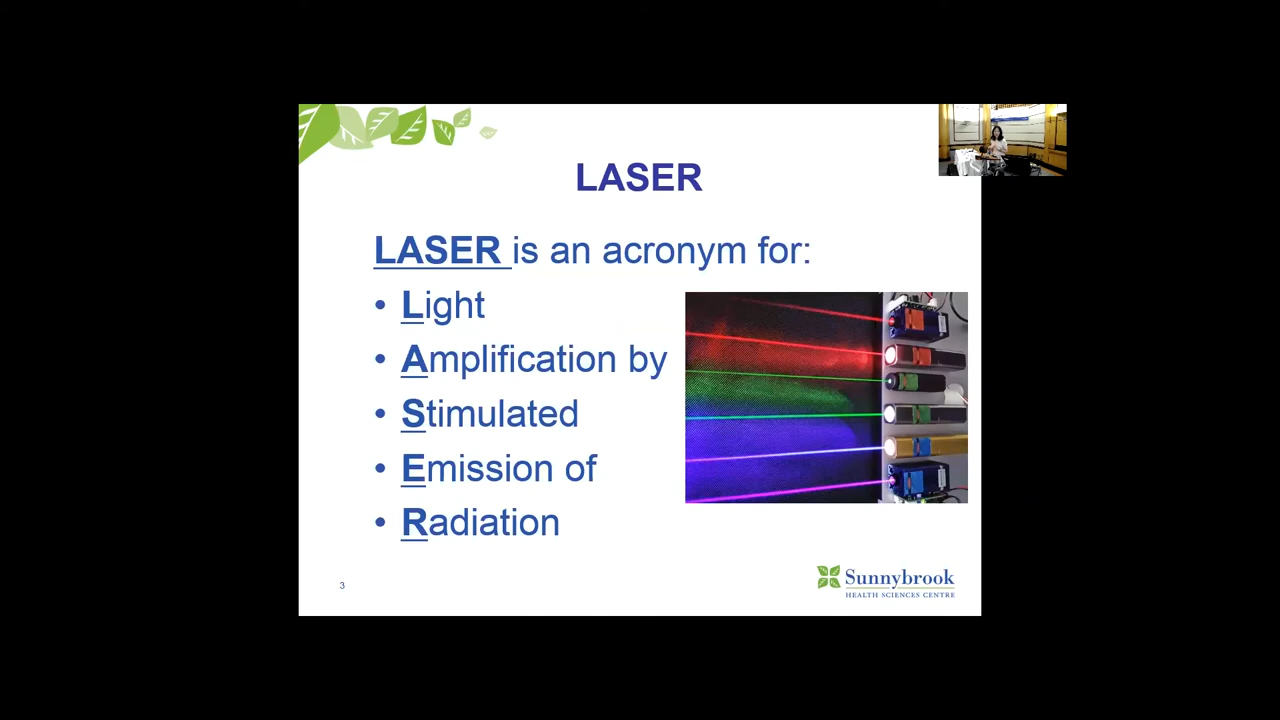 LASER
LASER is an acronym for:
• Light
• Amplification by
• Stimulated
• Emission of
• Radiation
3
Sunnybrook
HEALTH SCIENCES CENTRE